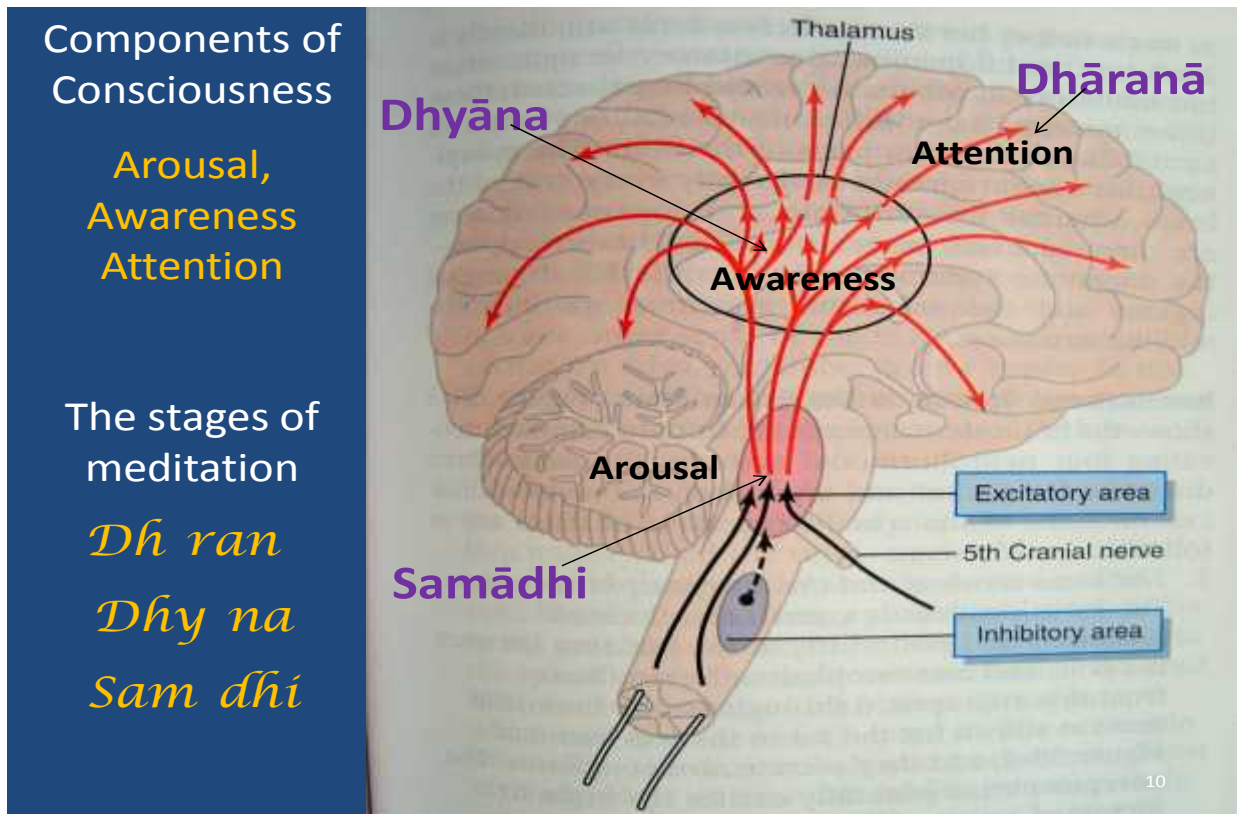 Components of
Consciousness
Arousal,
Awareness
Attention
The stages of
meditation
Dh ran
Dhy na
Sam dhi
Thalamus
Dhāranā
Dhyāna
Attention
Awareness
Arousal
Excitatory area
5th Cranial nerve
Samādhi
Inhibitory area
10